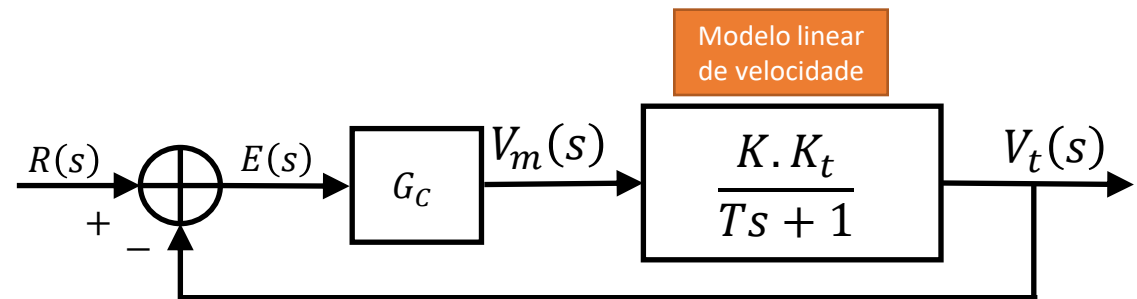 Modelo linear
de velocidade
R(s)
+
−
E(s)
G_C
V_m(s)
K.K_t
Ts + 1
V_t(s)